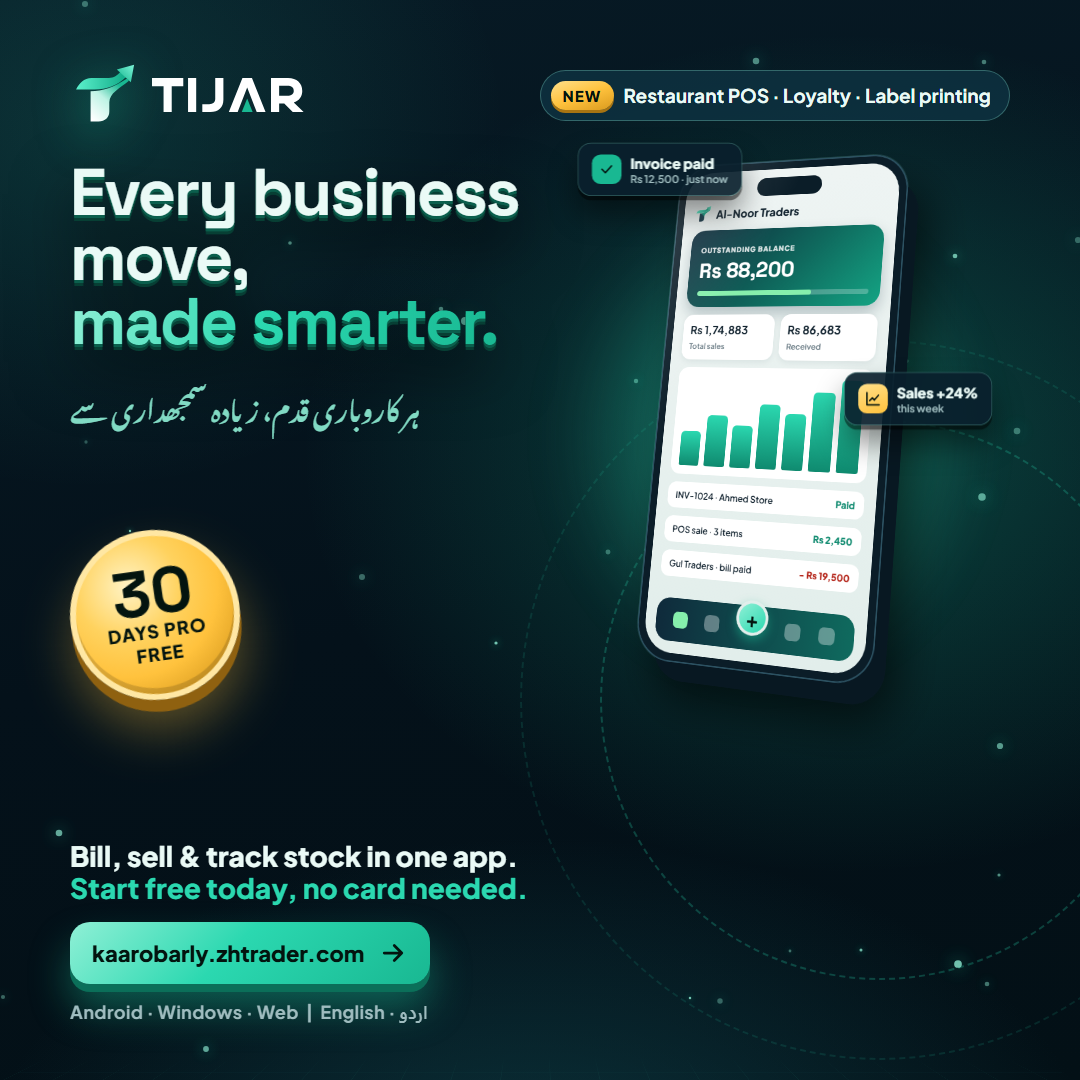 TIJAR
NEW Restaurant POS · Loyalty · Label printing
Every business
move,
made smarter.
ہر کاروباری قدم، زیادہ سمجھداری سے
30
DAYS PRO
FREE
Invoice paid
Rs 12,500 · just now
Al-Noor Traders
OUTSTANDING BALANCE
Rs 88,200
Rs 1,74,883
Total sales
Rs 86,683
Received
Sales +24%
this week
INV-1024 · Ahmed Store Paid
POS sale · 3 items Rs 2,450
Gul Traders · bill paid - Rs 19,500
+
Bill, sell & track stock in one app.
Start free today, no card needed.
kaarobarly.zhtrader.com →
Android · Windows · Web | English · اردو